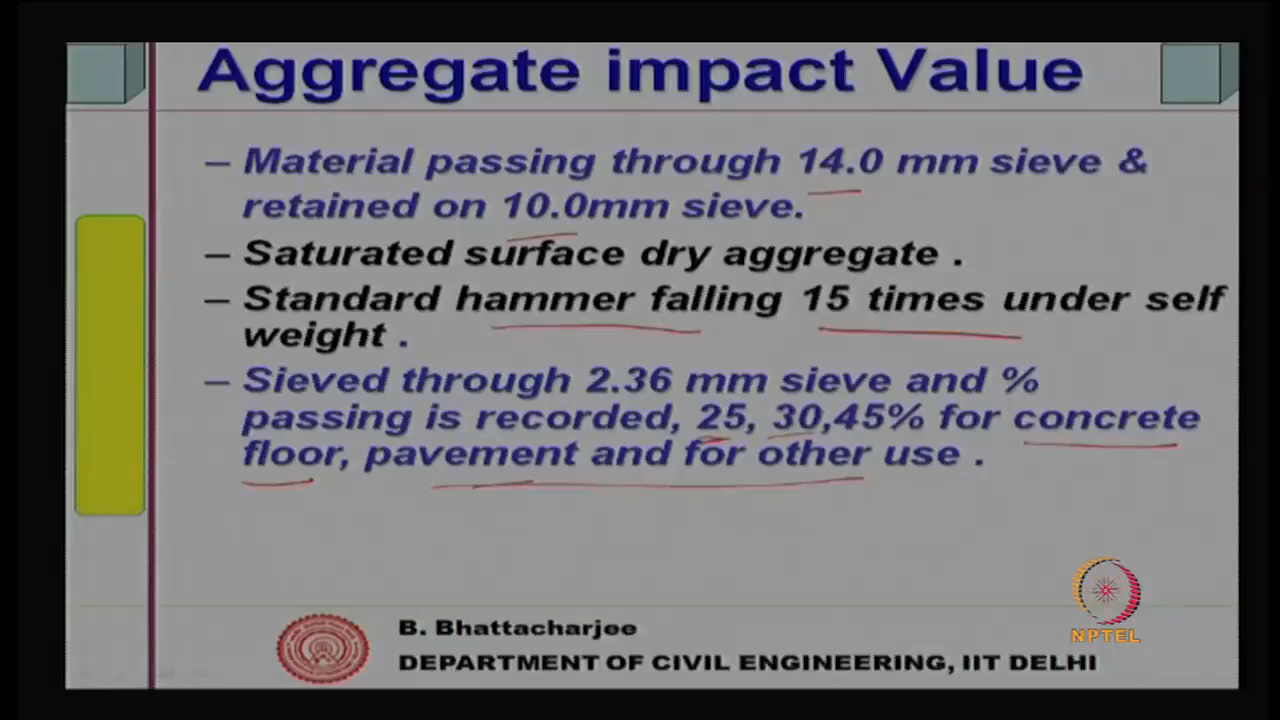 Aggregate impact Value
– Material passing through 14.0 mm sieve &
retained on 10.0mm sieve.
– Saturated surface dry aggregate .
– Standard hammer falling 15 times under self
weight .
– Sieved through 2.36 mm sieve and %
passing is recorded, 25, 30,45% for concrete
floor, pavement and for other use .
NPTEL
B. Bhattacharjee
DEPARTMENT OF CIVIL ENGINEERING, IIT DELHI